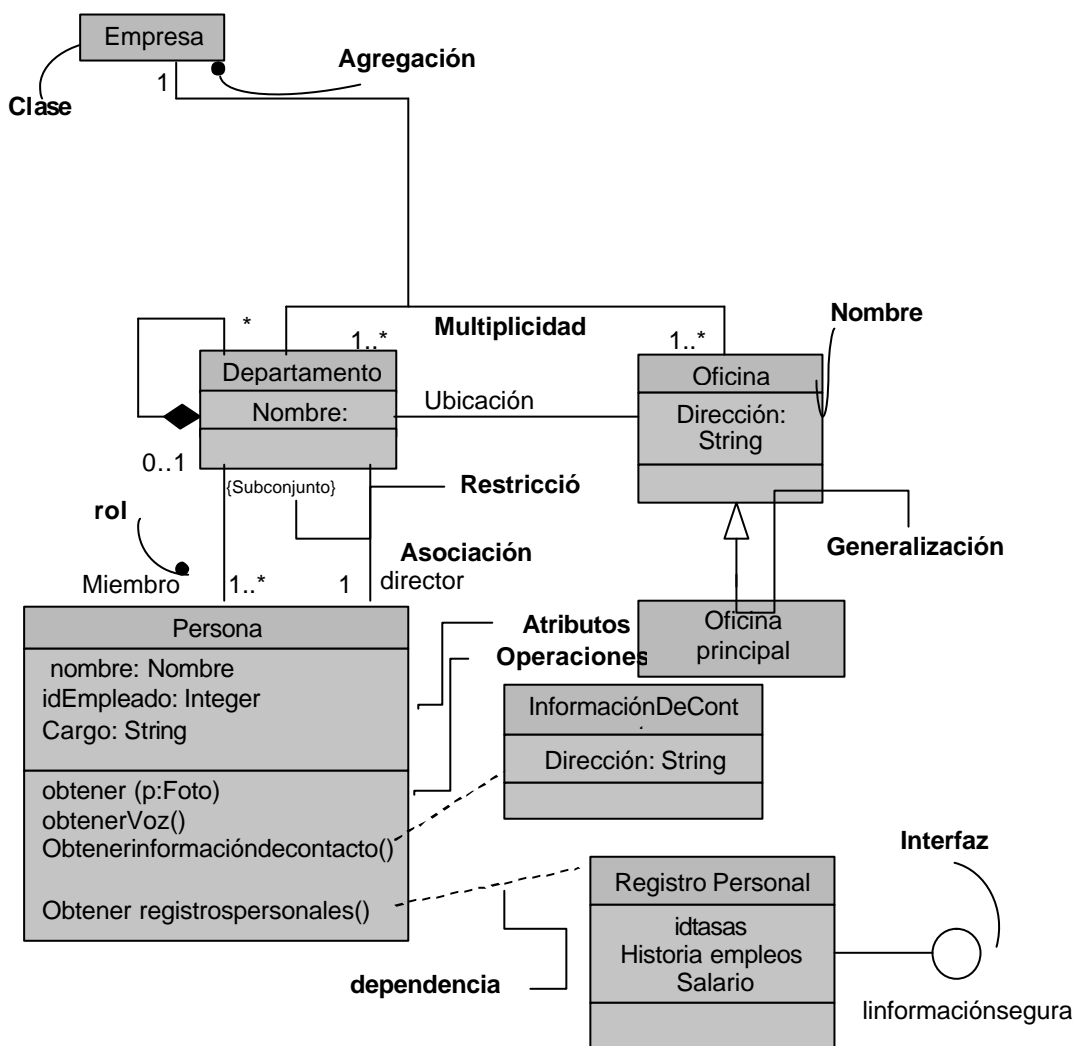 Empresa
Agregación
1
Clase
Nombre
*
Multiplicidad
1..*
1..*
Departamento
Oficina
Nombre:
Ubicación
Dirección:
String
0..1
{Subconjunto}
Restricció
rol
Generalización
Asociación
Miembro
1..*
1
director
Persona
Atributos
Oficina
principal
nombre: Nombre
Operaciones
idEmpleado: Integer
Cargo: String
InformaciónDeCont
Dirección: String
obtener (p:Foto)
obtenerVoz()
Obtenerinformacióndecontacto()
Interfaz
Registro Personal
Obtener registrospersonales()
idtasas
Historia empleos
Salario
dependencia
Iinformaciónsegura